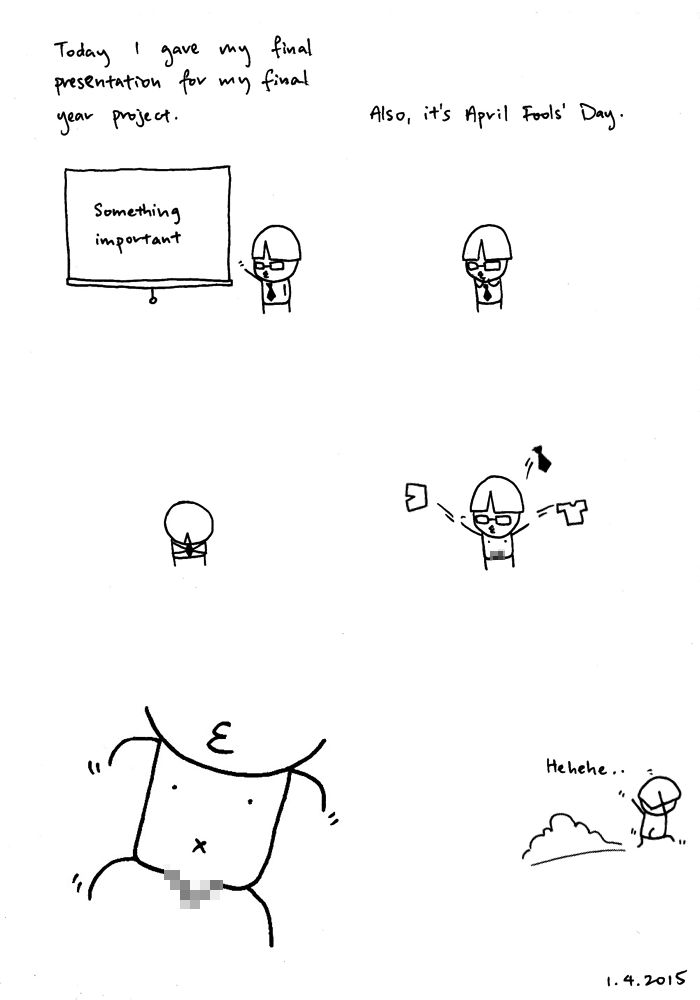 Today I gave my final
presentation for my final
year project.
Also, it's April Fools' Day.
Something
important
Hehehe..
1.4.2015